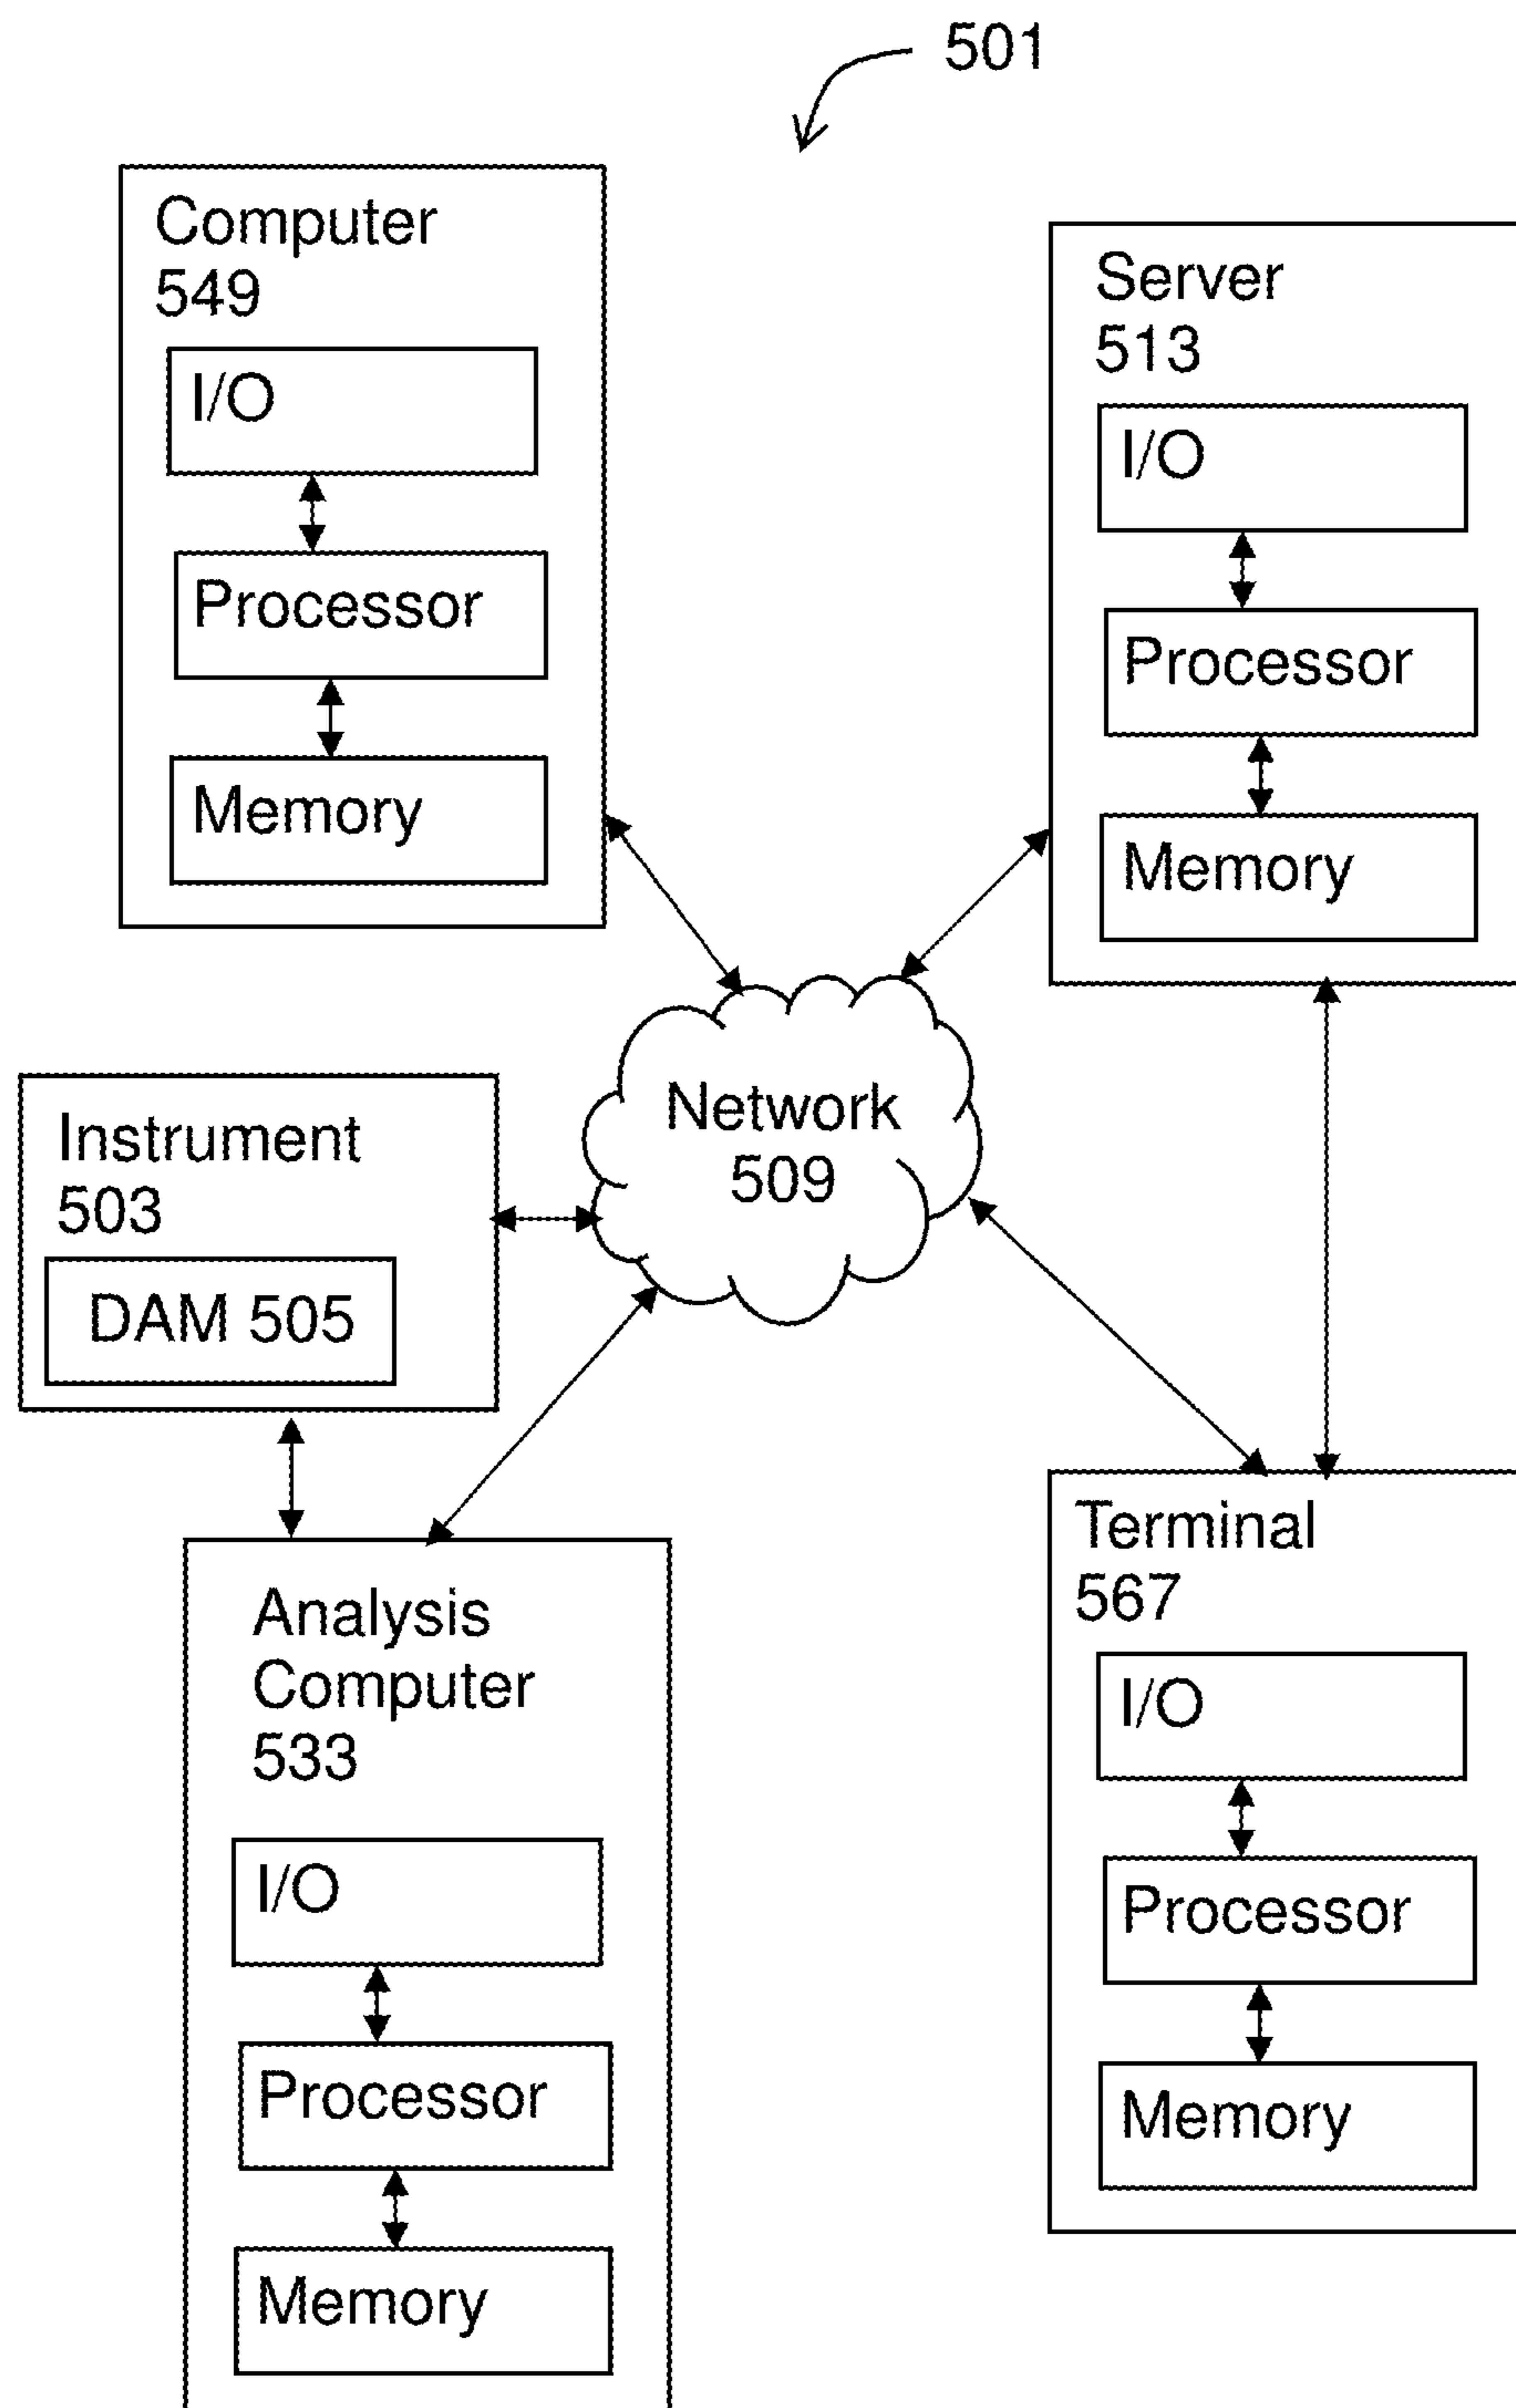 501
Computer
549
I/O
Processor
Memory
Server
513
I/O
Processor
Memory
Network
509
Instrument
503
DAM 505
Analysis
Computer
533
I/O
Processor
Memory
Terminal
567
I/O
Processor
Memory